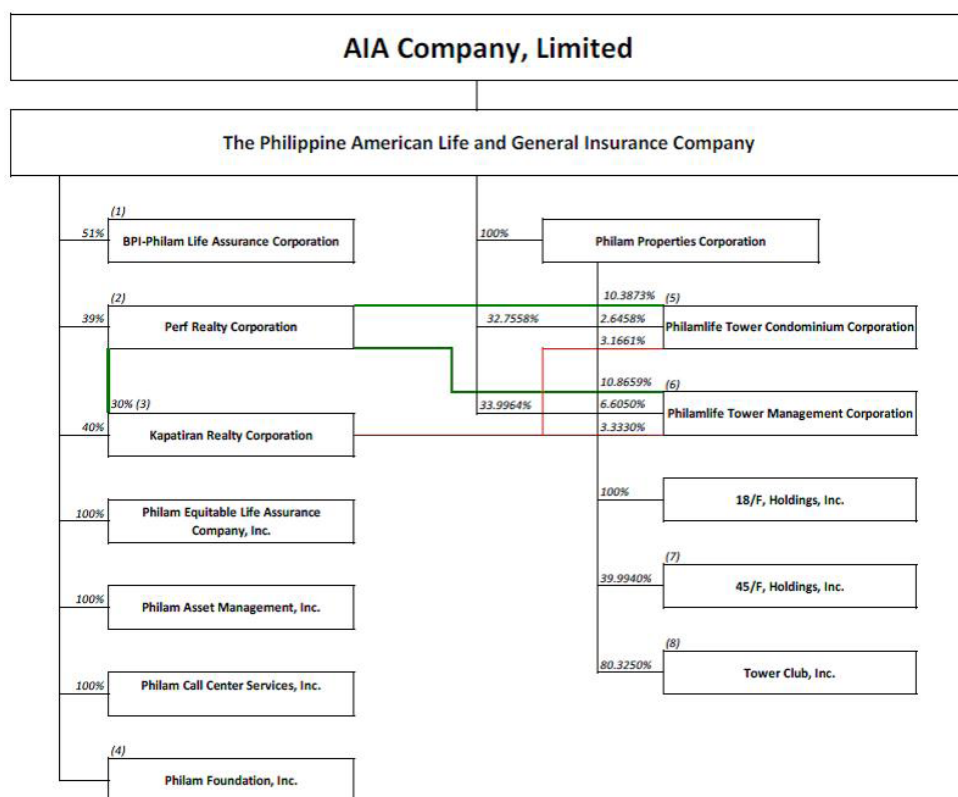 AIA Company, Limited
The Philippine American Life and General Insurance Company
(1)
51%
BPI-Philam Life Assurance Corporation
100%
Philam Properties Corporation
(2)
39%
Perf Realty Corporation
10.3873% (5)
32.7558%
2.6458%
3.1661%
Philamlife Tower Condominium Corporation
30% (3)
40%
Kapatiran Realty Corporation
10.8659% (6)
33.9964%
6.6050%
3.3330%
Philamlife Tower Management Corporation
100%
Philam Equitable Life Assurance
Company, Inc.
100%
18/F, Holdings, Inc.
100%
Philam Asset Management, Inc.
(7)
39.9940%
45/F, Holdings, Inc.
100%
Philam Call Center Services, Inc.
(8)
80.3250%
Tower Club, Inc.
(4)
Philam Foundation, Inc.